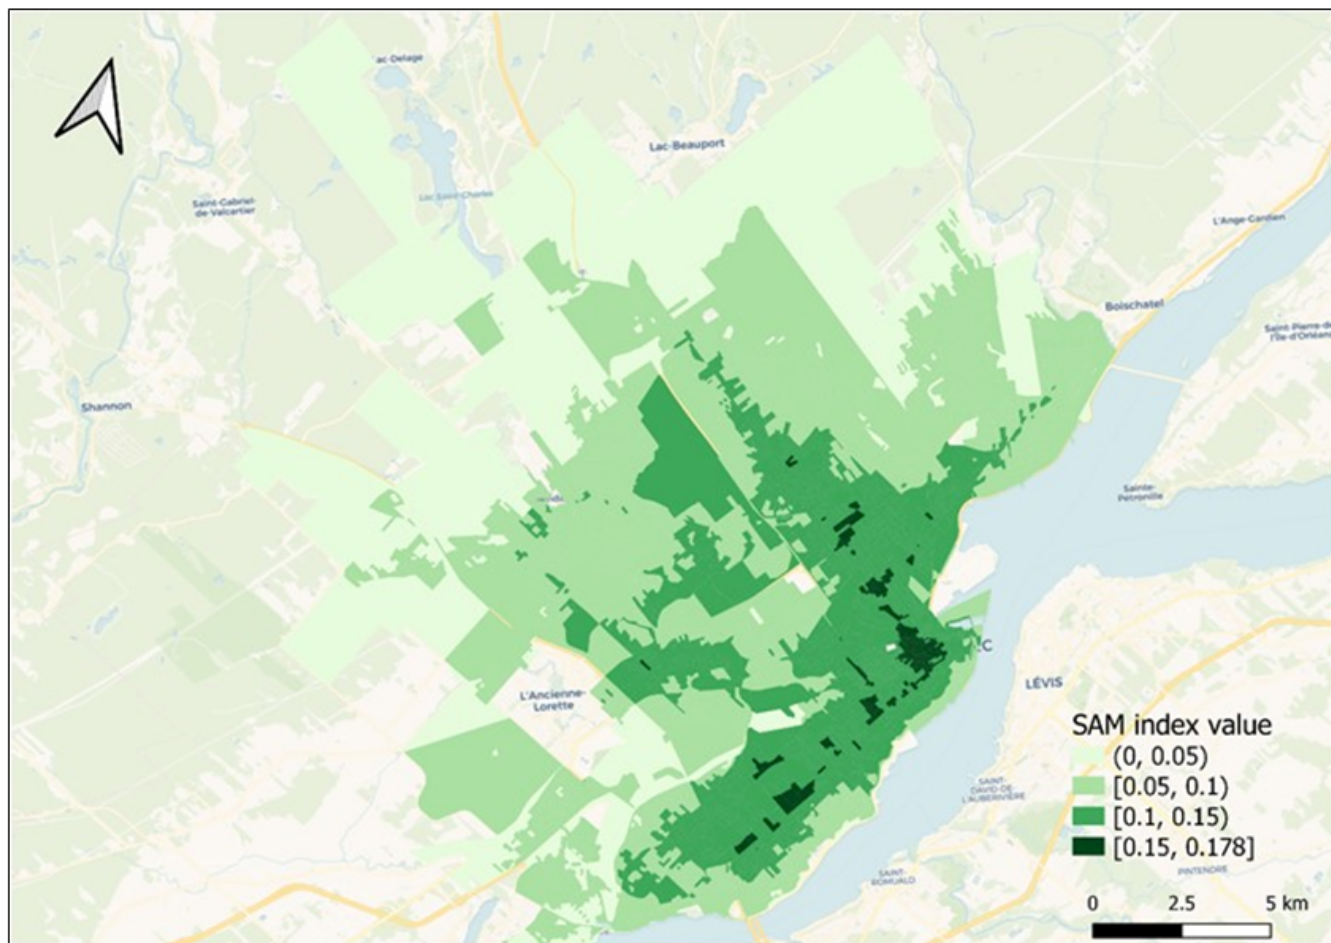 ac-Delage
Lac-Beauport
Lac Saint-Charles
Saint-Gabriel-
de-Valcartier
L'Ange-Gardien
Boischatel
Saint-Pierre-de-
l'Île-d'Orléans
Shannon
Sainte-
Pétronille
L'Ancienne-
Lorette
LÉVIS
SAM index value
(0, 0.05)
[0.05, 0.1)
[0.1, 0.15)
[0.15, 0.178]
SAINT-
DAVID-DE-
L'AUBERIVIÈRE
SAINT-
ROMUALD
PINTENDRE
0 2.5 5 km